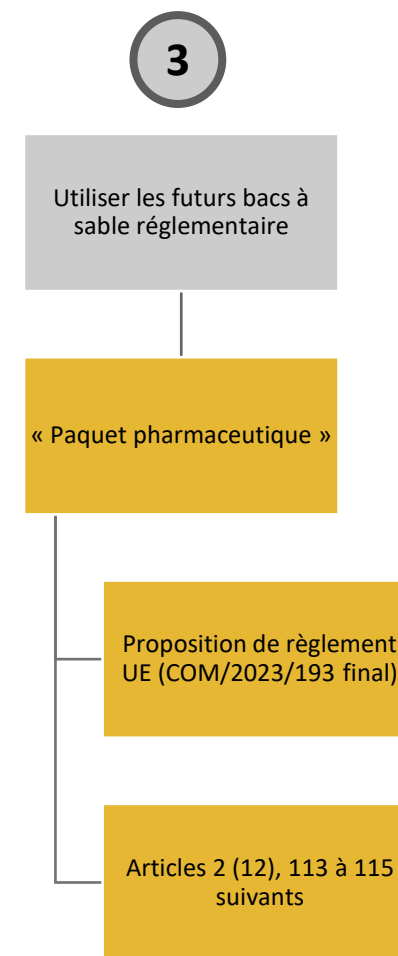 3
Utiliser les futurs bacs à
sable réglementaire
« Paquet pharmaceutique »
Proposition de règlement
UE (COM/2023/193 final)
Articles 2 (12), 113 à 115
suivants